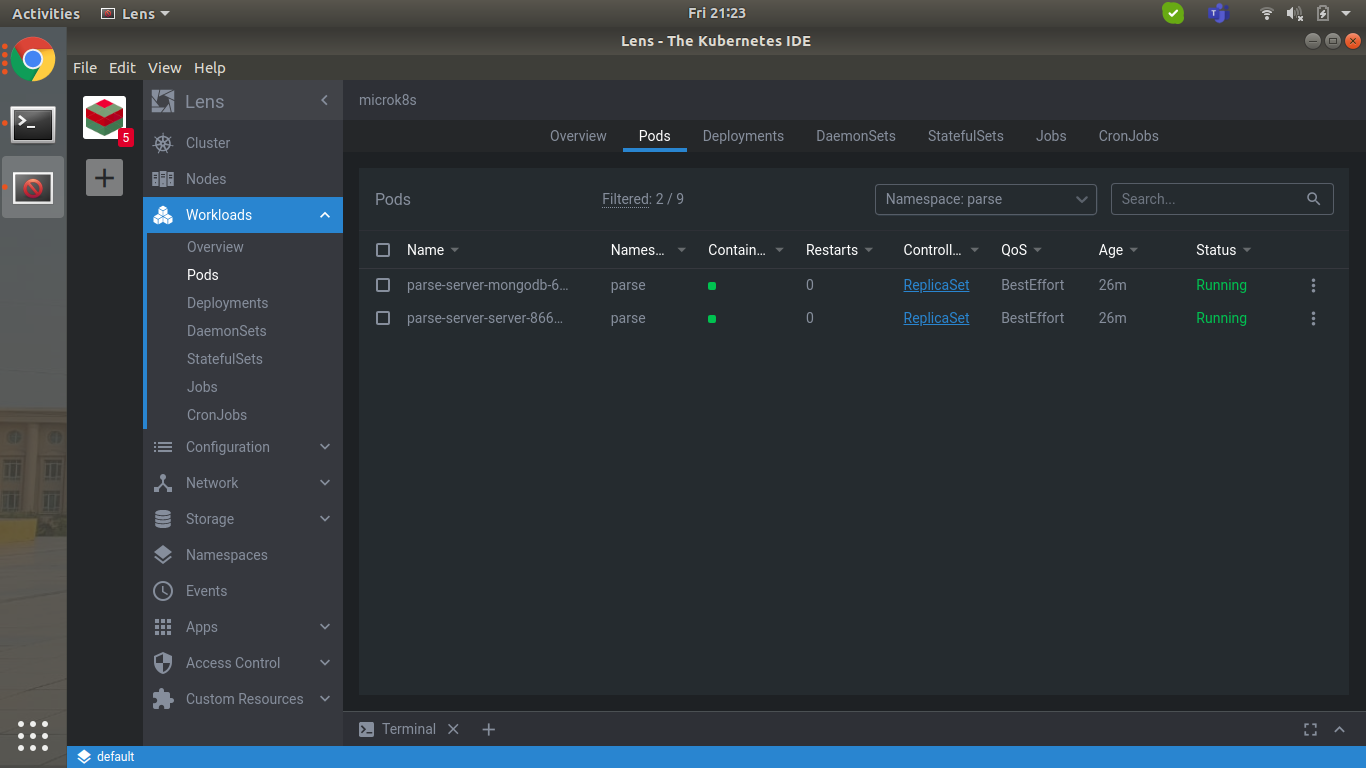 Activities
Lens
Fri 21:23
Lens - The Kubernetes IDE
File Edit View Help
5
Lens
microk8s
Cluster
Nodes
Workloads
Overview
Pods
Deployments
DaemonSets
StatefulSets
Jobs
CronJobs
Configuration
Network
Storage
Namespaces
Events
Apps
Access Control
Custom Resources
Overview Pods Deployments DaemonSets StatefulSets Jobs CronJobs
Pods Filtered: 2 / 9 Namespace: parse Search...
Name Names... Contain... Restarts Controll... QoS Age Status
parse-server-mongodb-6... parse 0 ReplicaSet BestEffort 26m Running
parse-server-server-866... parse 0 ReplicaSet BestEffort 26m Running
Terminal
default